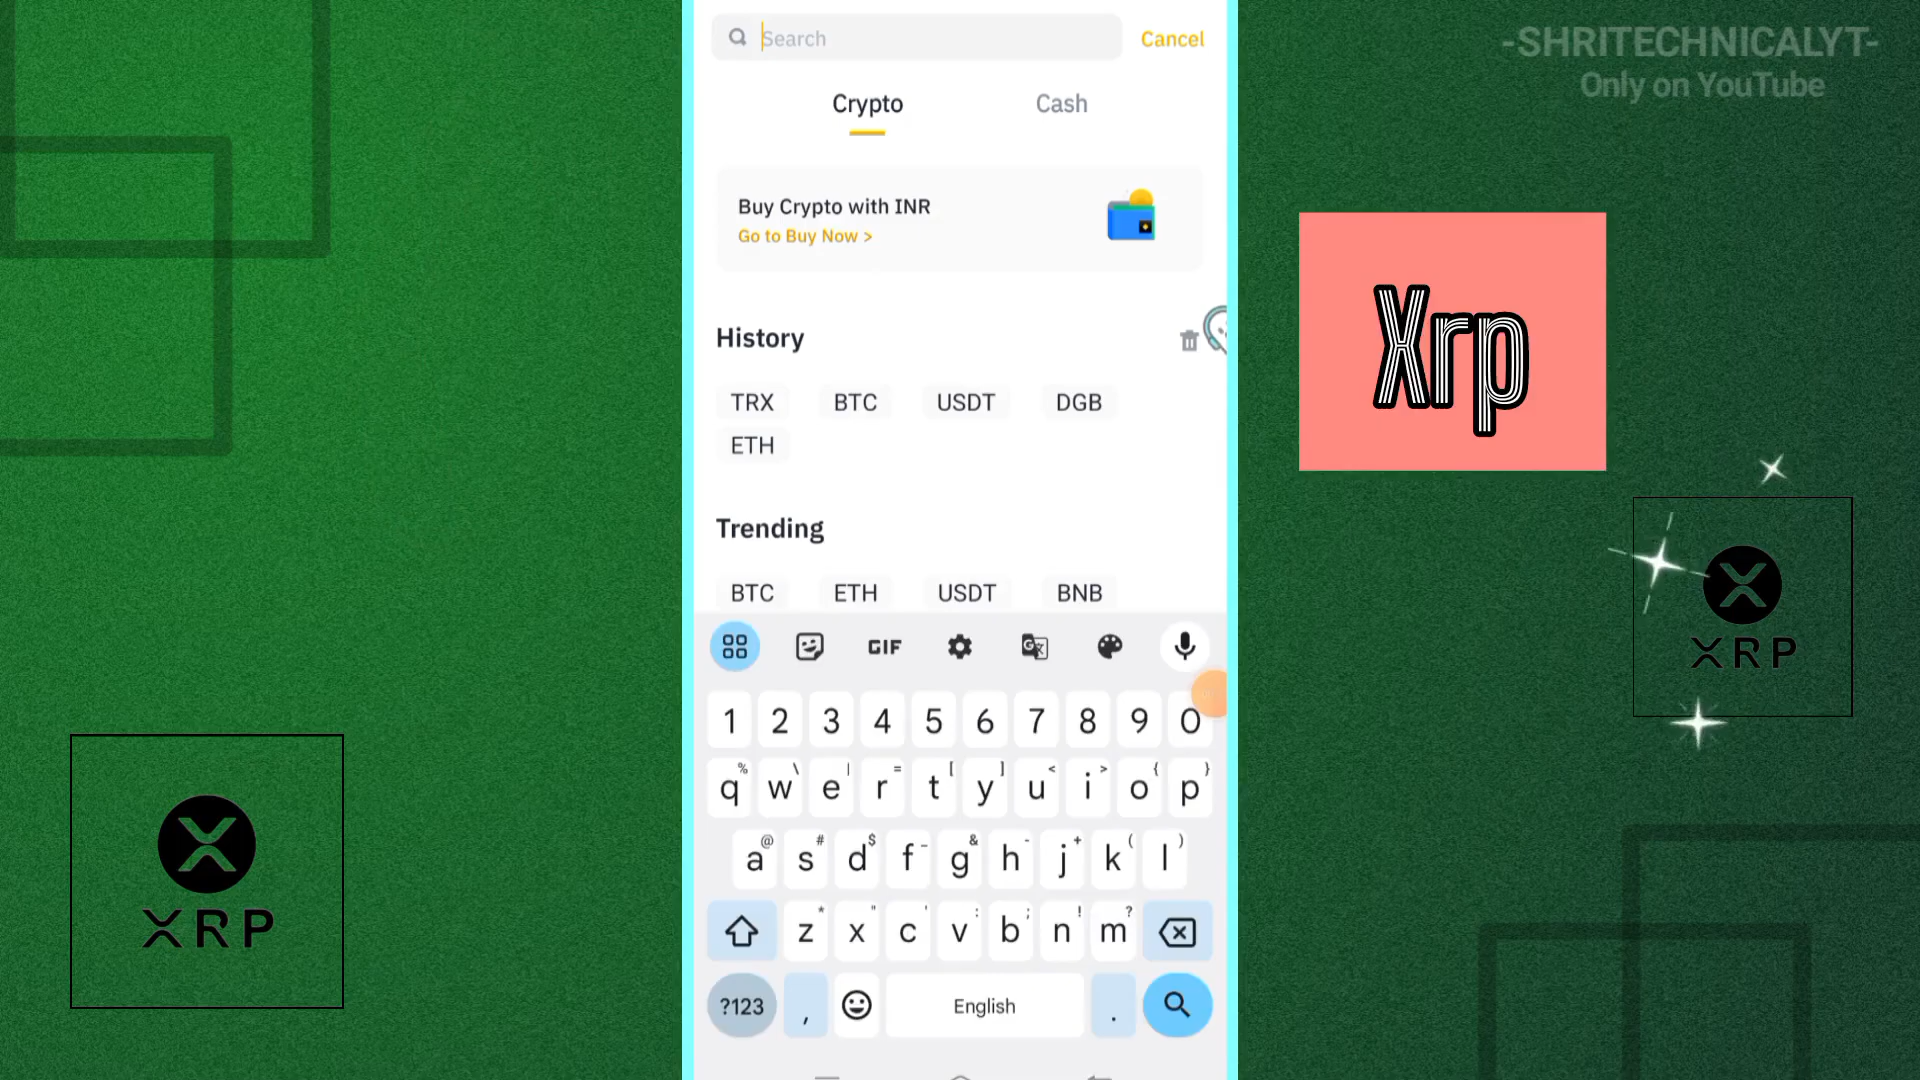 -SHRITECHNICALYT-
Only on YouTube
Search
Cancel
Crypto
Cash
Buy Crypto with INR
Go to Buy Now >
History
TRX
BTC
USDT
DGB
ETH
Trending
BTC
ETH
USDT
BNB
GIF
1 2 3 4 5 6 7 8 9 0
% \ | = [ ] < > { }
q w e r t y u i o p
@ # $ _ & - + ( )
a s d f g h j k l
* " ' : ; ! ?
z x c v b n m
?123 , English .
Xrp
XRP
XRP